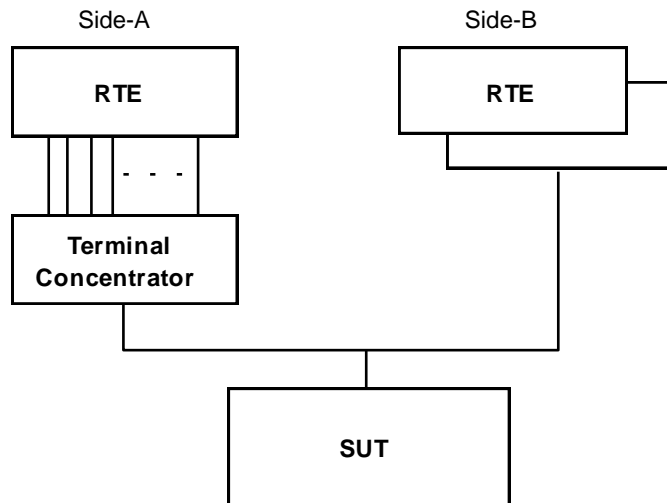 Side-A
Side-B
RTE
RTE
- - -
Terminal
Concentrator
SUT